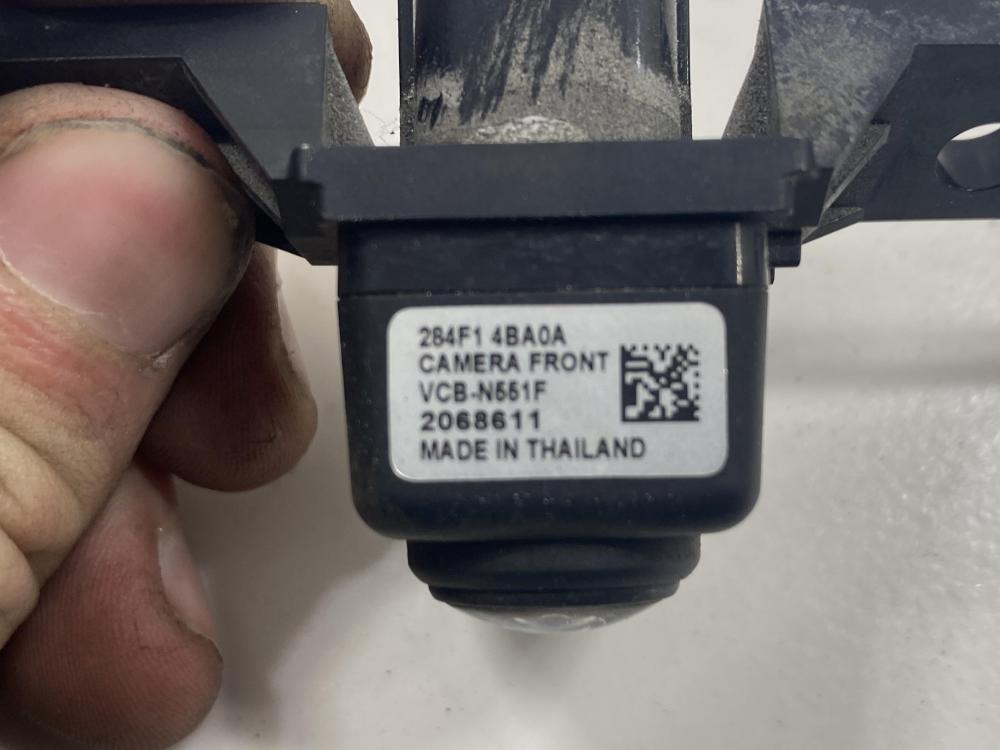 284F1 4BA0A
CAMERA FRONT
VCB-N551F
2068611
MADE IN THAILAND